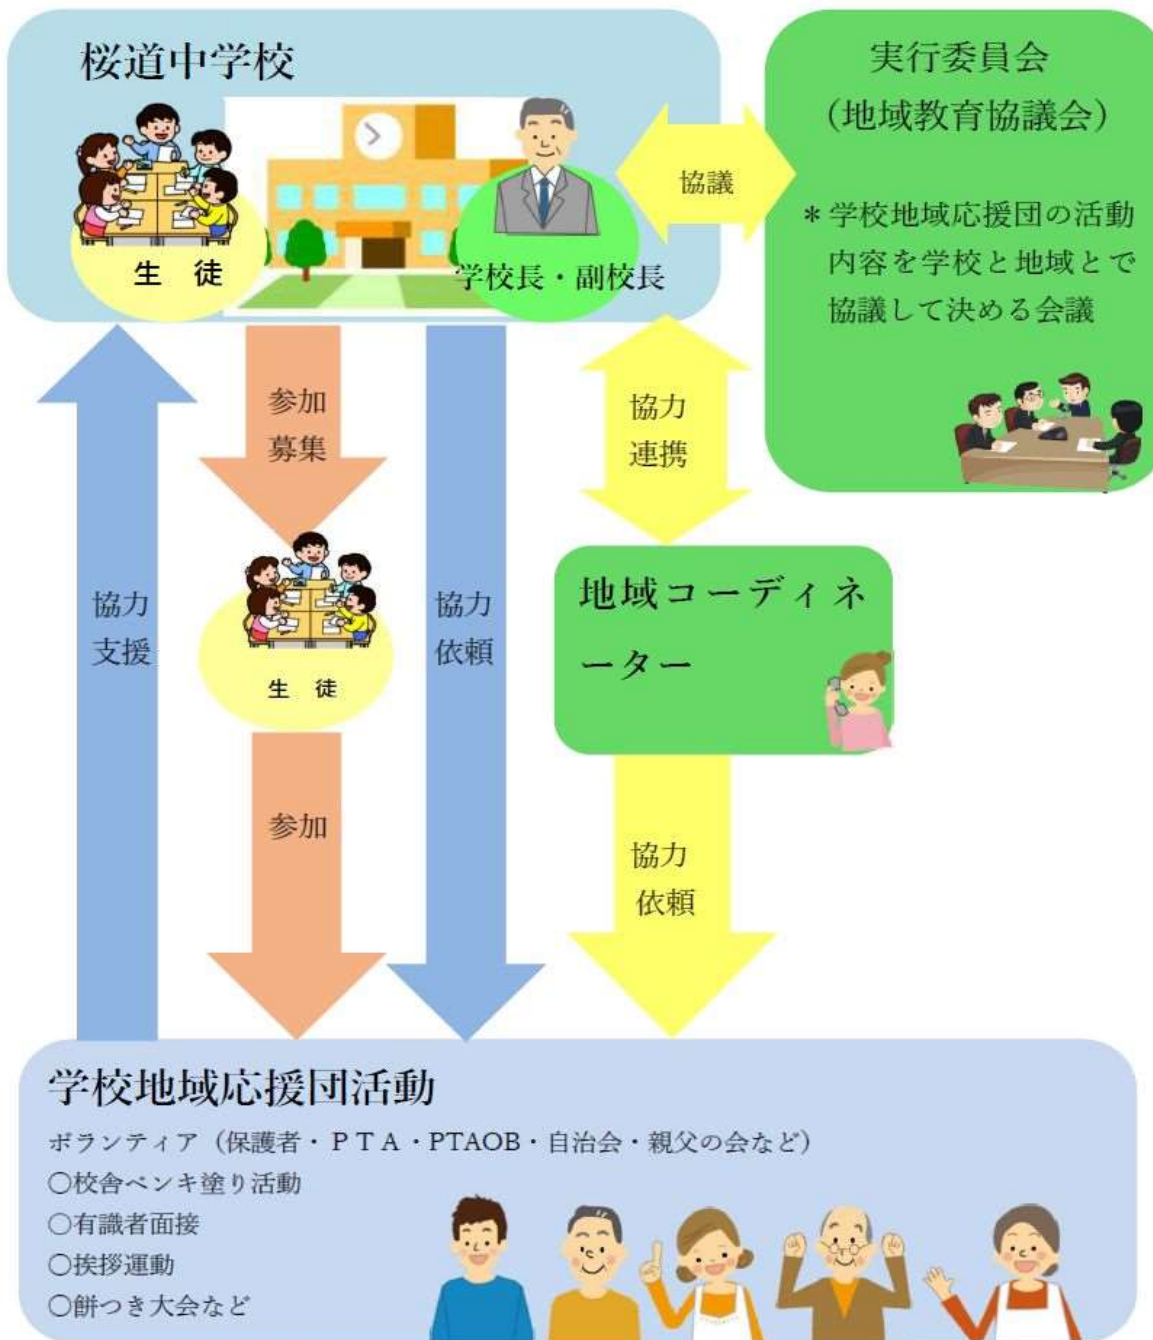 桜道中学校
生 徒
学校長・副校長
協議
実行委員会
(地域教育協議会)
*学校地域応援団の活動
内容を学校と地域とで
協議して決める会議
参加
募集
協力
連携
協力
支援
生 徒
協力
依頼
地域コーディネ
ーター
参加
協力
依頼
学校地域応援団活動
ボランティア(保護者・PTA・PTAOB・自治会・親父の会など)
〇校舎ペンキ塗り活動
〇有識者面接
〇挨拶運動
〇餅つき大会など